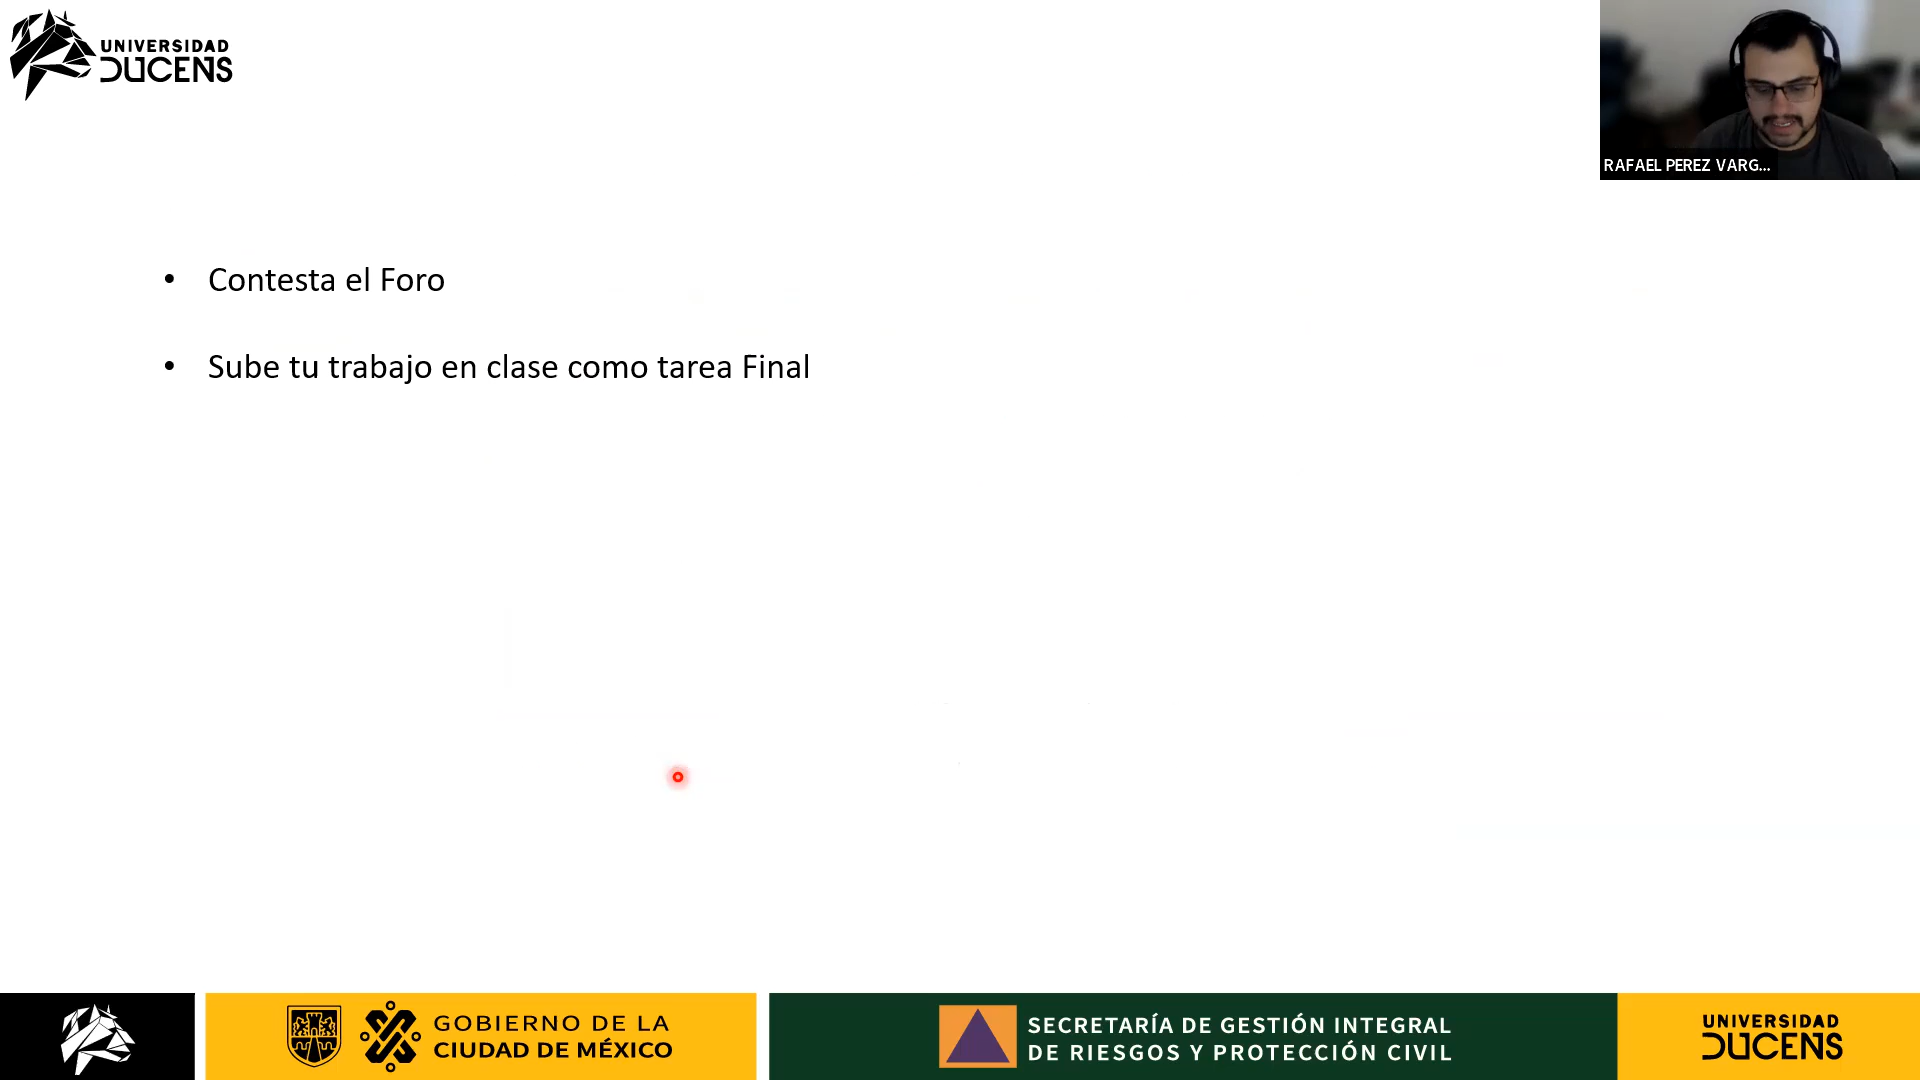 UNIVERSIDAD
DUCENS
RAFAEL PEREZ VARG...
• Contesta el Foro
• Sube tu trabajo en clase como tarea Final
GOBIERNO DE LA
CIUDAD DE MÉXICO
SECRETARÍA DE GESTIÓN INTEGRAL
DE RIESGOS Y PROTECCIÓN CIVIL
UNIVERSIDAD
DUCENS